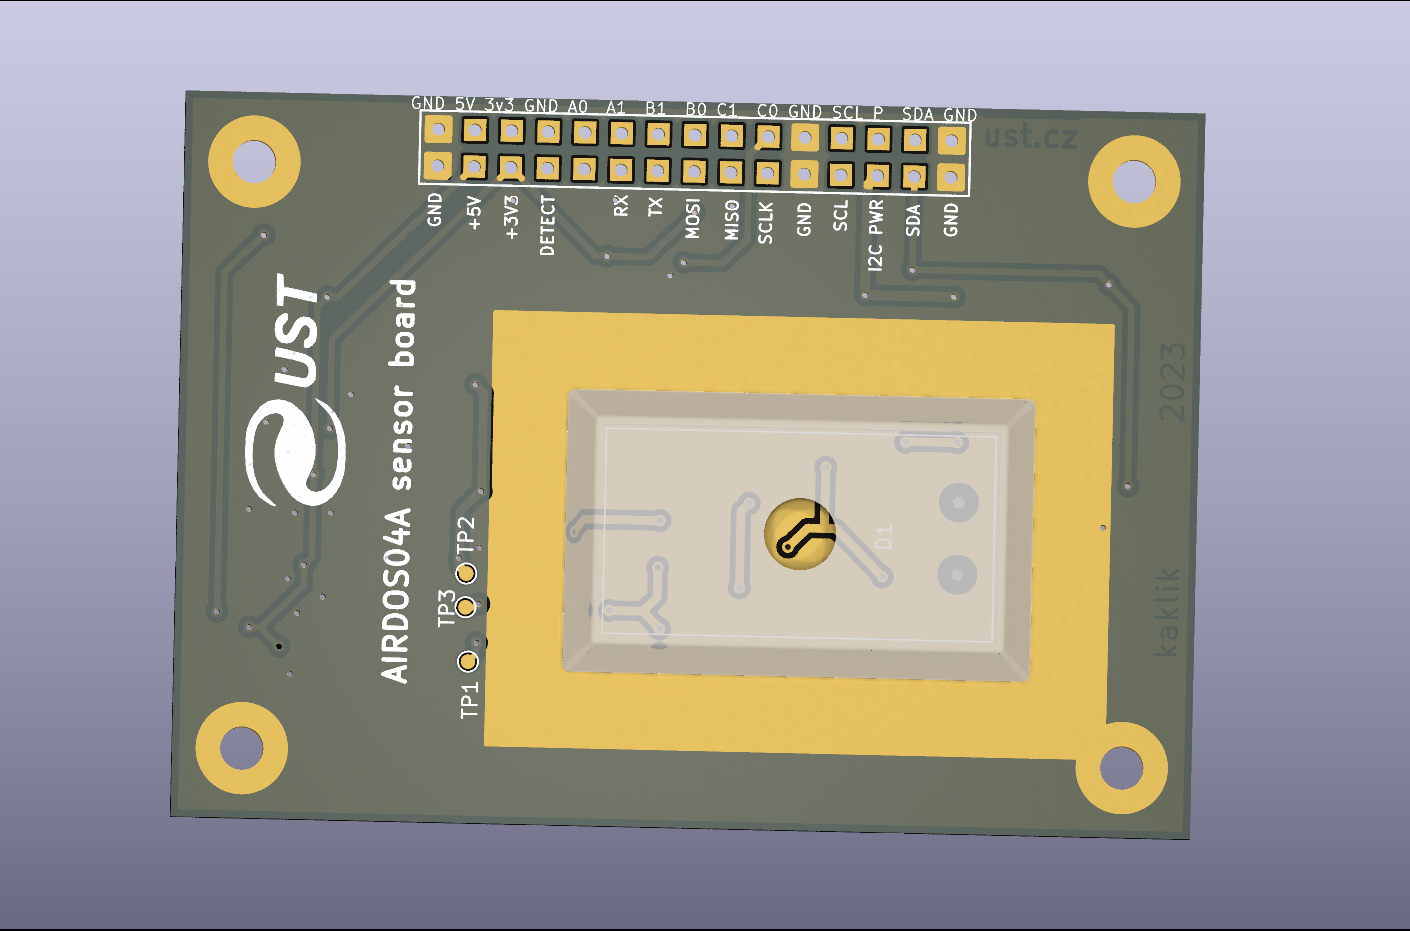 GND 5V 3v3 GND A0 A1 B1 B0 C1 C0 GND SCL P SDA GND
ust.cz
GND +5V +3V3 DETECT RX TX MOSI MISO SCLK GND SCL I2C PWR SDA GND
UST
AIRDOS04A sensor board
TP2
TP3
TP1
D1
2023
kaklik